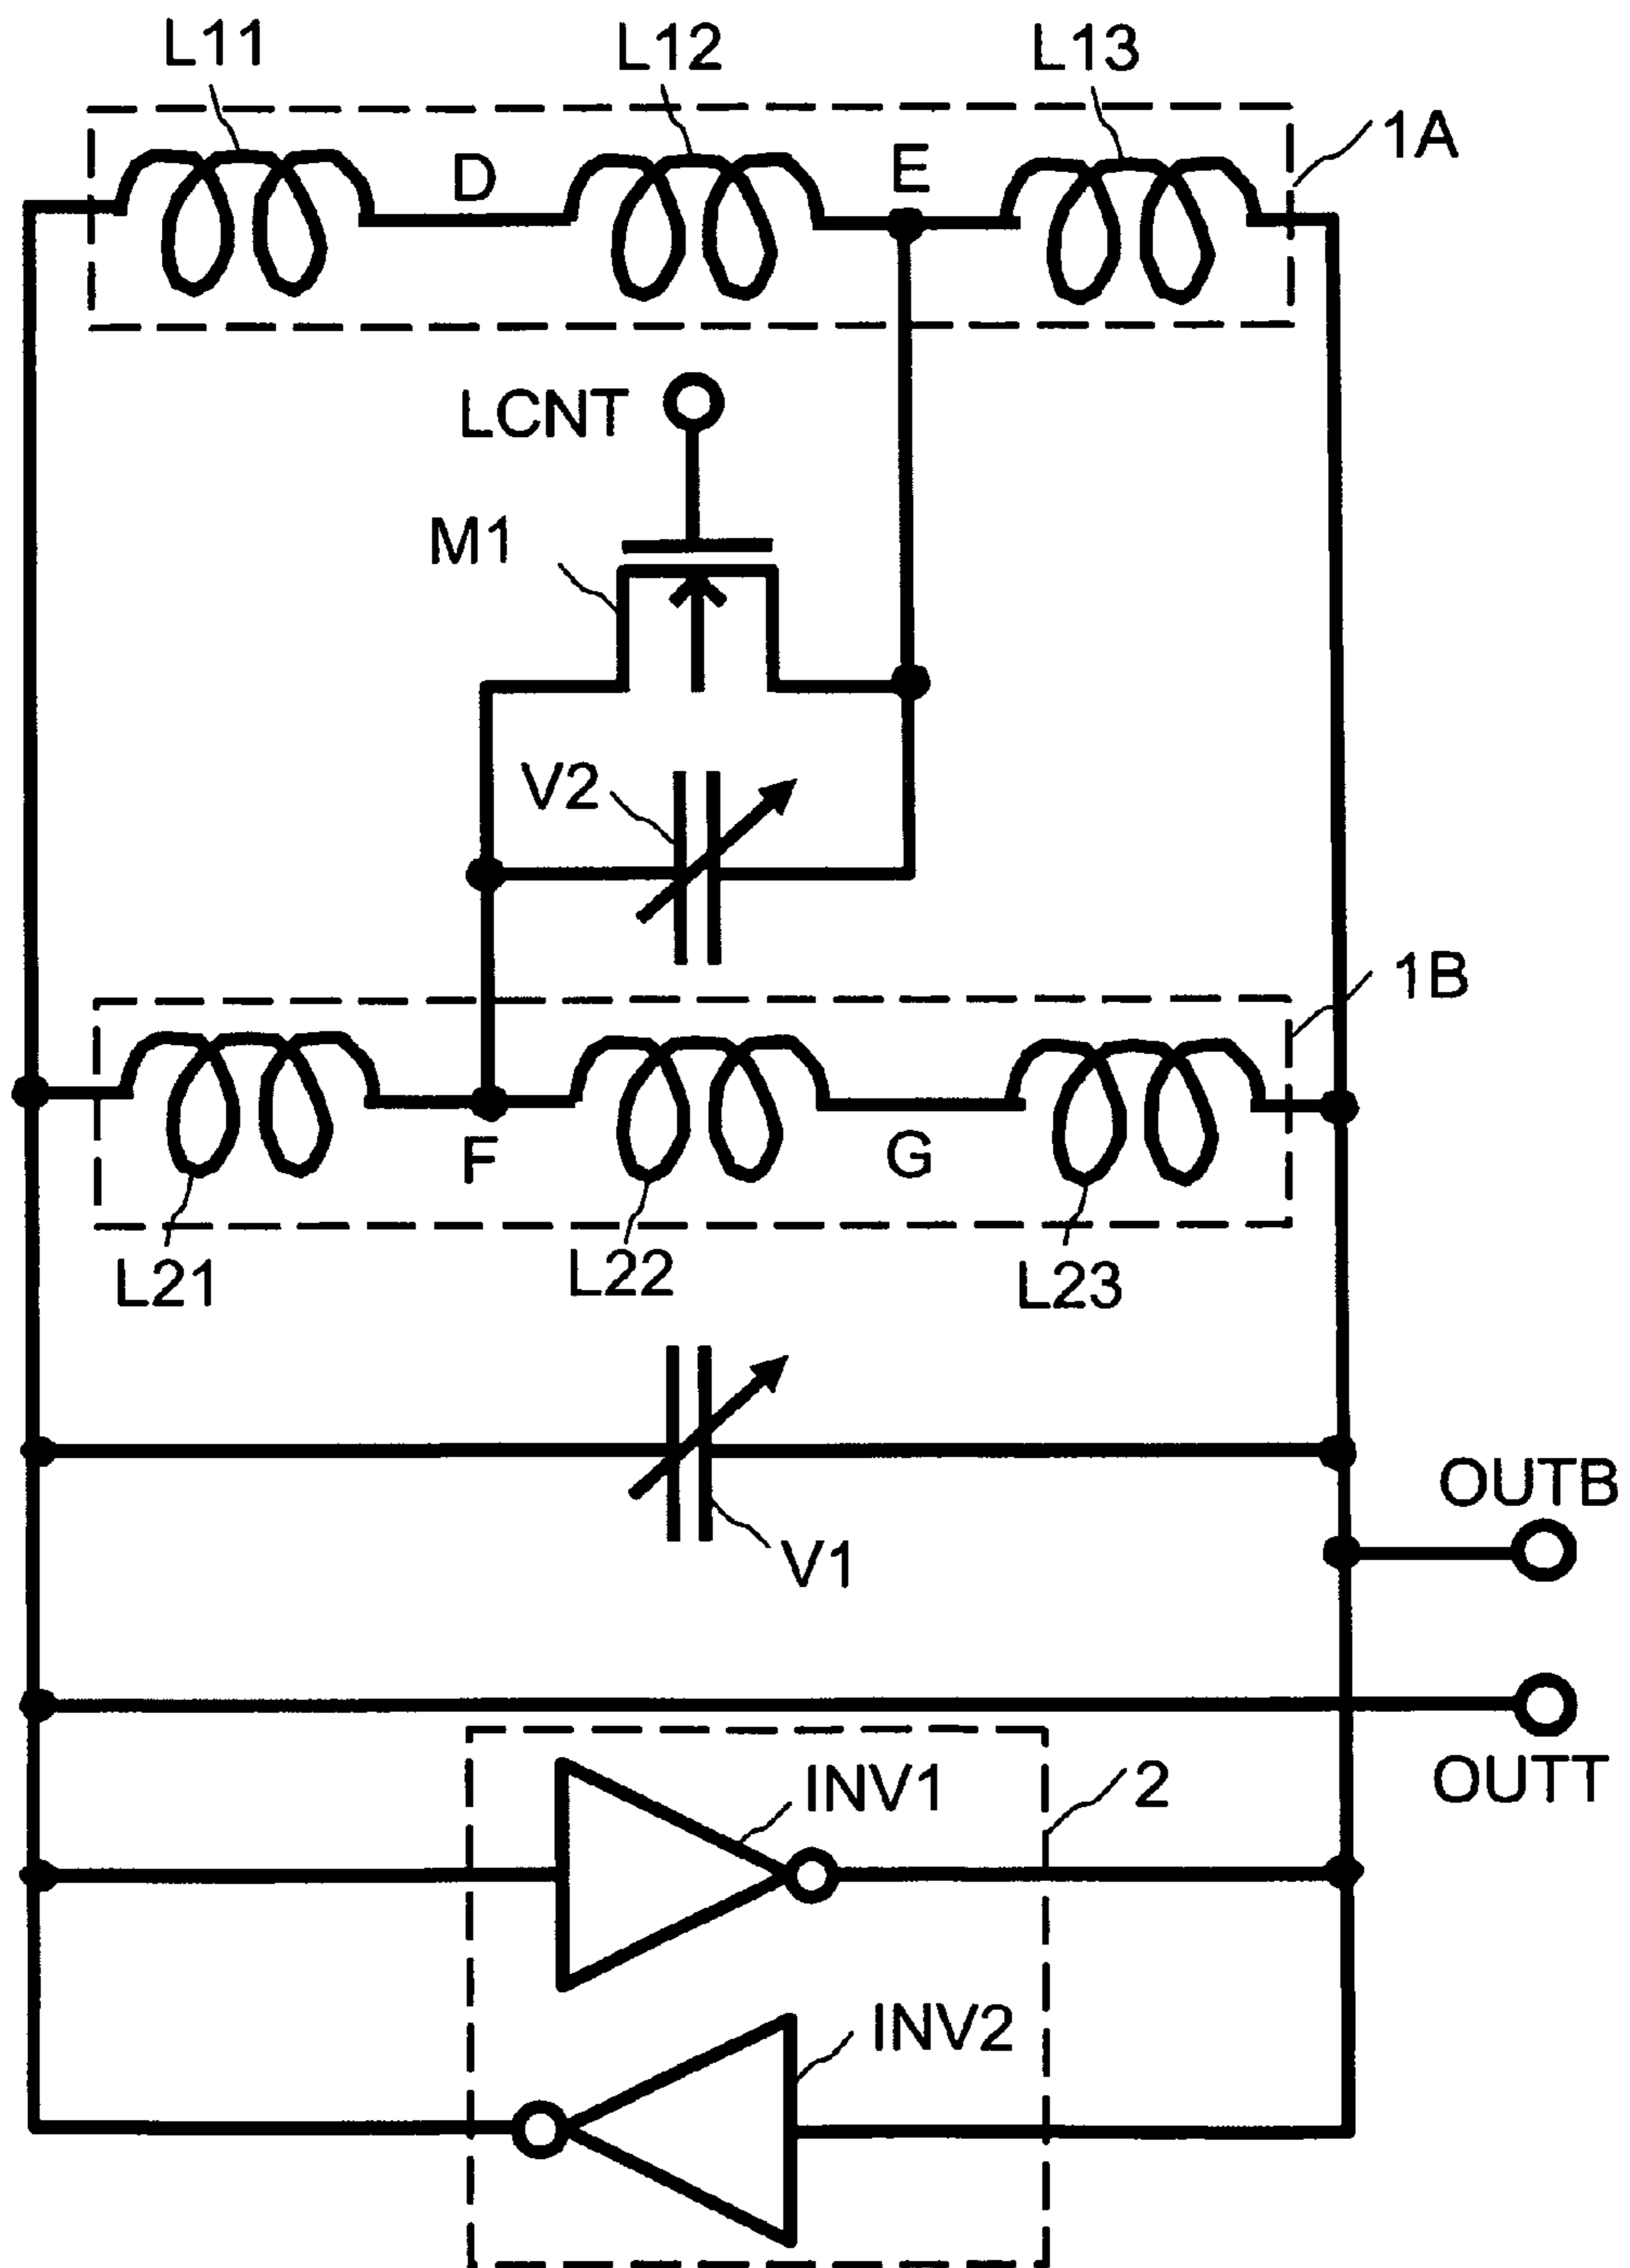 L11
L12
L13
1A
D
E
LCNT
M1
V2
1B
F
G
L21
L22
L23
OUTB
V1
OUTT
INV1
2
INV2